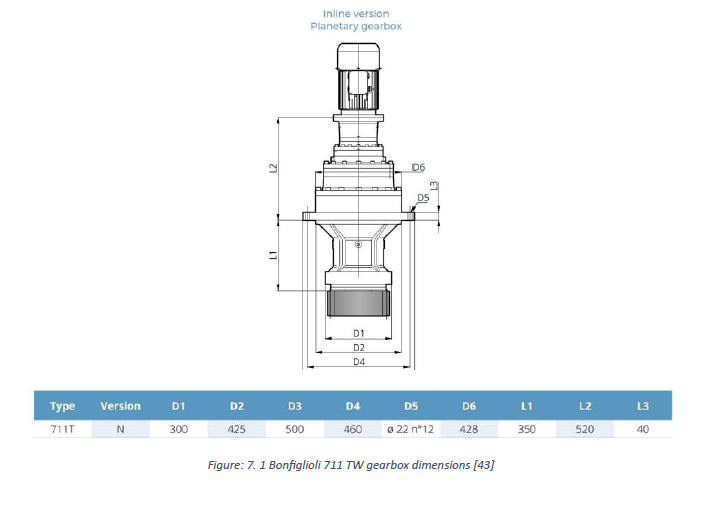 Inline version
Planetary gearbox
D6
L3
D5
L2
L1
D1
D2
D4
Type Version D1 D2 D3 D4 D5 D6 L1 L2 L3
711T N 300 425 500 460 ø 22 n°12 428 350 520 40
Figure: 7. 1 Bonfiglioli 711 TW gearbox dimensions [43]